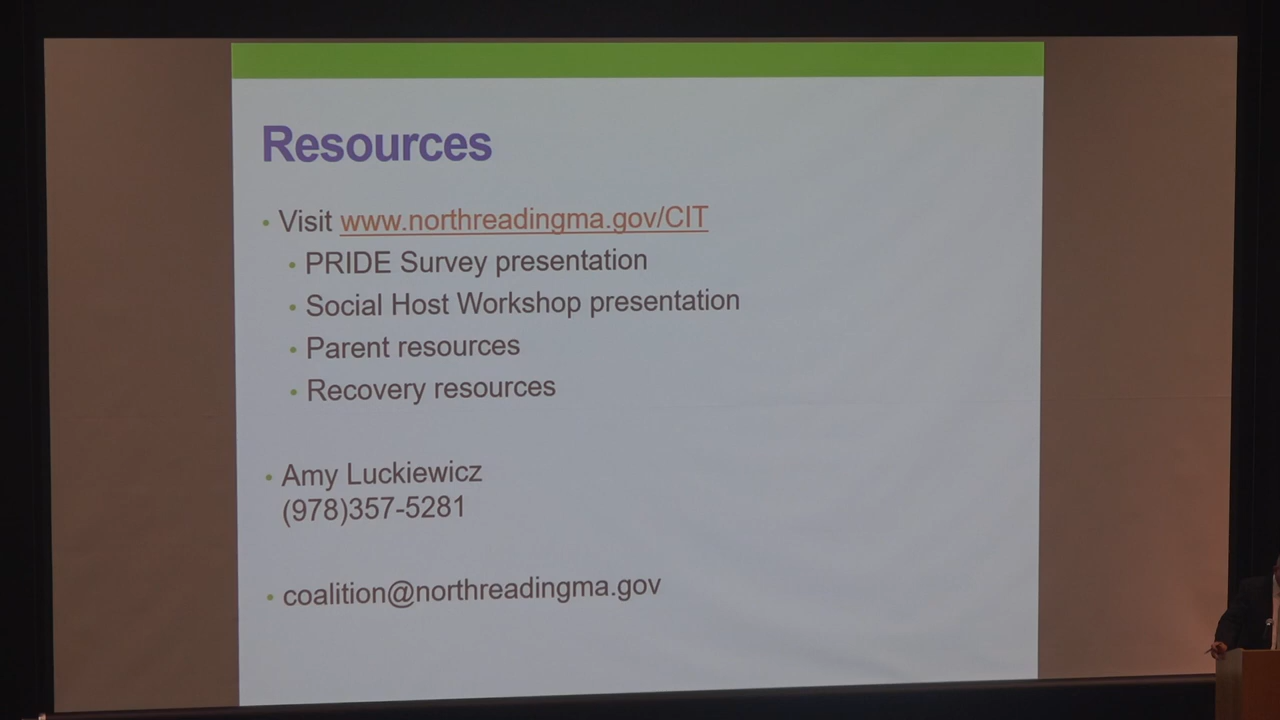 Resources
• Visit www.northreadingma.gov/CIT
• PRIDE Survey presentation
• Social Host Workshop presentation
• Parent resources
• Recovery resources
• Amy Luckiewicz
(978)357-5281
• coalition@northreadingma.gov